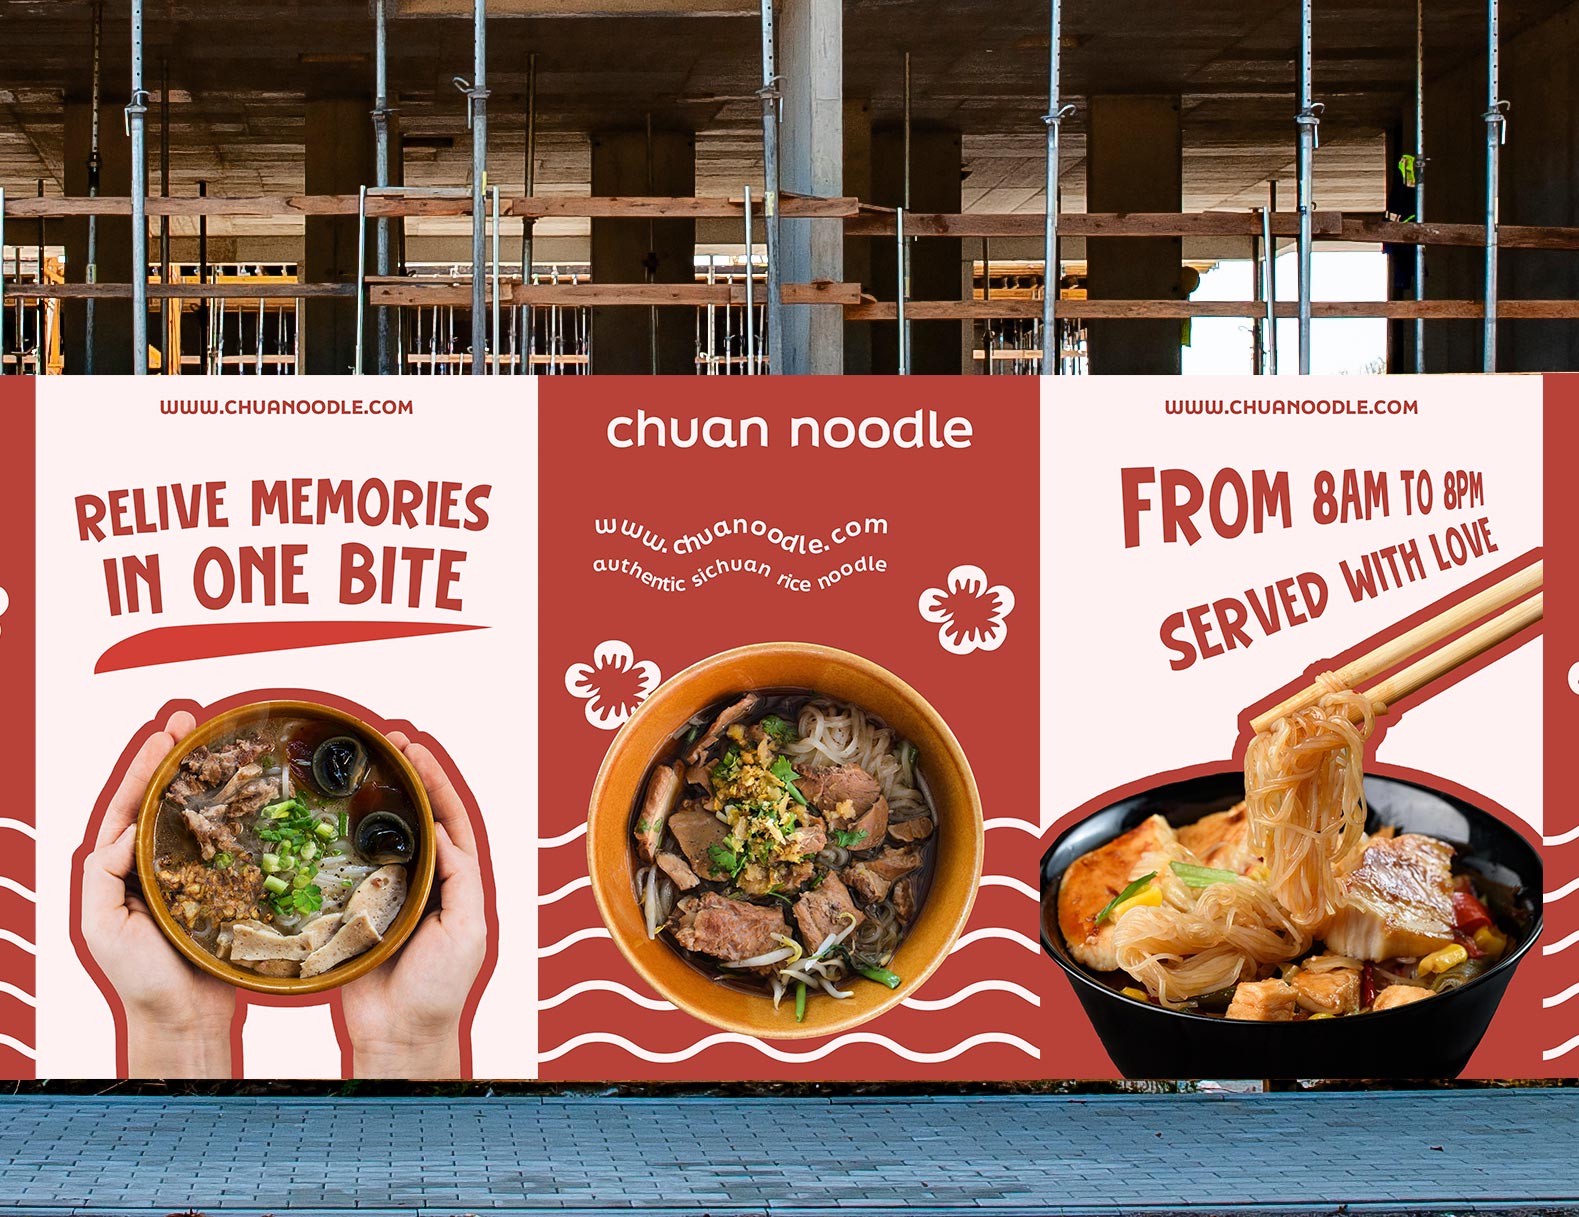 WWW.CHUANOODLE.COM
RELIVE MEMORIES
IN ONE BITE
chuan noodle
www.chuanoodle.com
authentic sichuan rice noodle
WWW.CHUANOODLE.COM
FROM 8AM TO 8PM
SERVED WITH LOVE